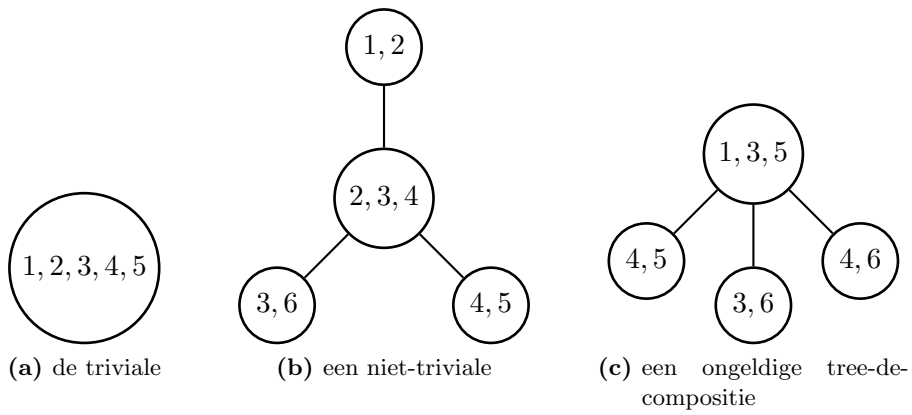 1, 2
1, 3, 5
2, 3, 4
1, 2, 3, 4, 5
4, 5
4, 6
3, 6
4, 5
3, 6
(a) de triviale
(b) een niet-triviale
(c) een ongeldige tree-de-
compositie